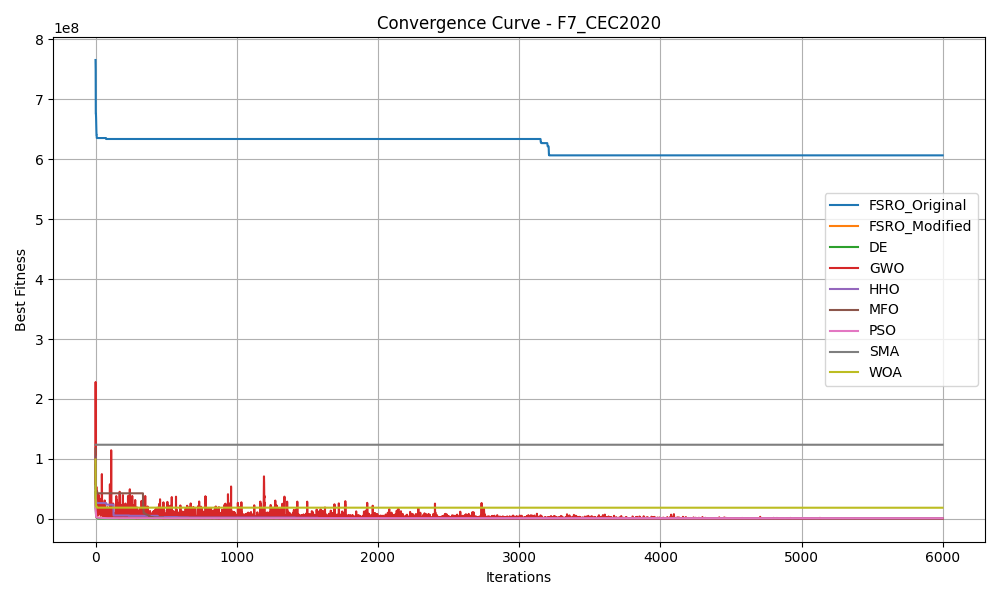 Convergence Curve - F7_CEC2020
1e8
8
7
6
5
4
3
2
1
0
Best Fitness
FSRO_Original
FSRO_Modified
DE
GWO
HHO
MFO
PSO
SMA
WOA
0 1000 2000 3000 4000 5000 6000
Iterations